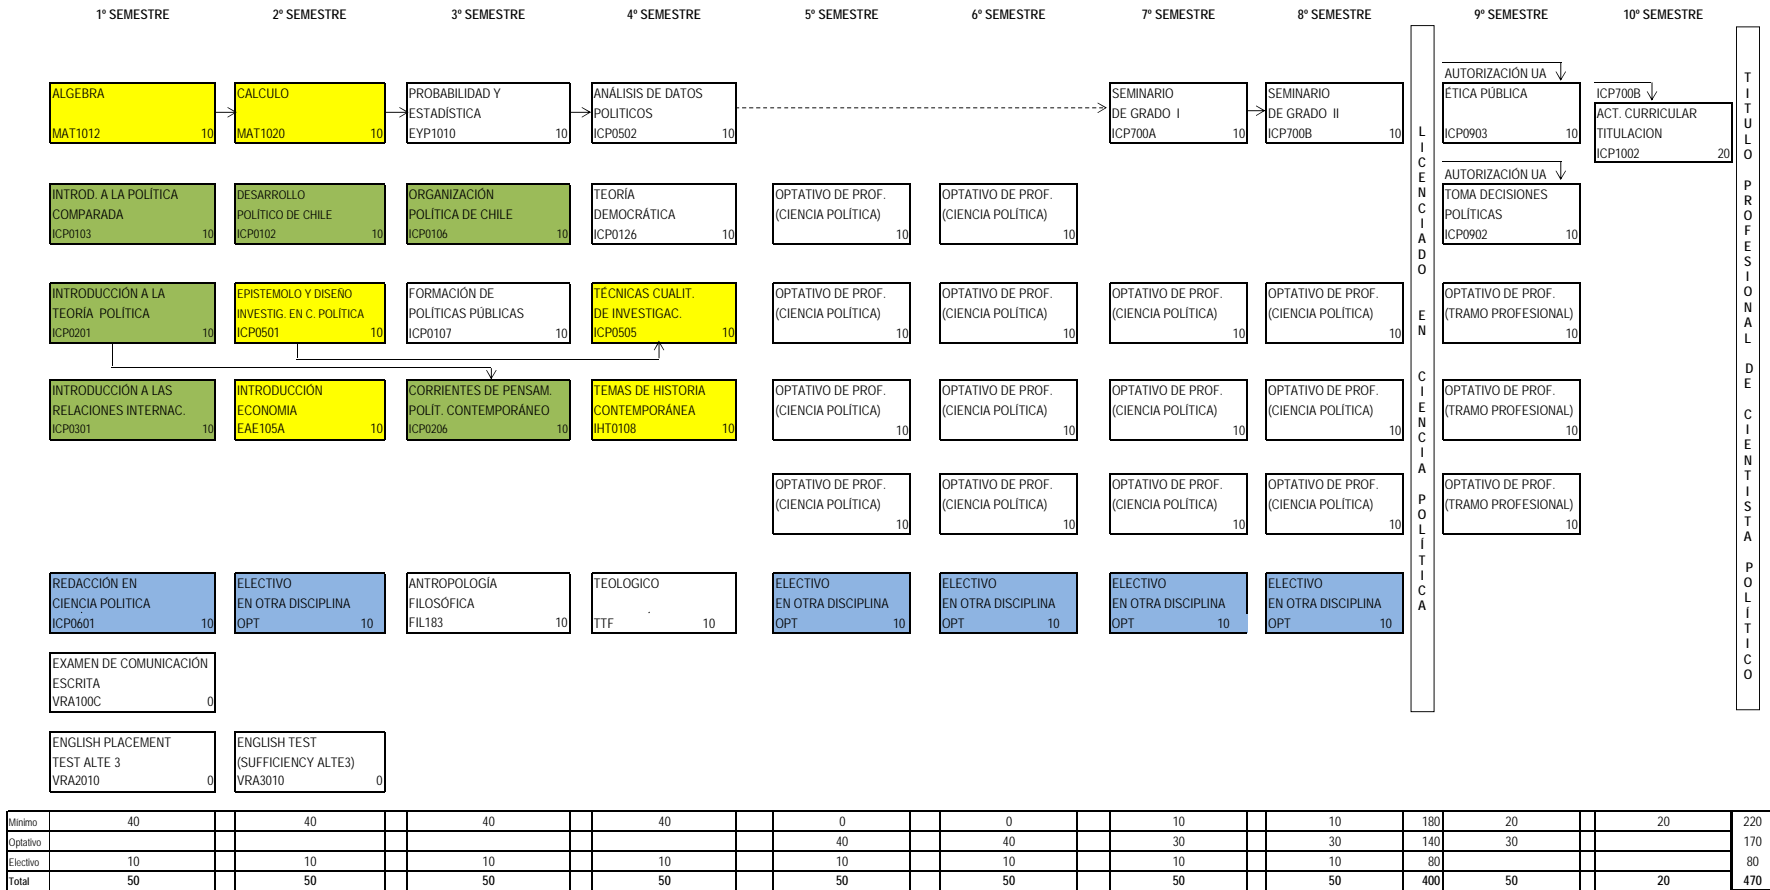 1º SEMESTRE 2º SEMESTRE 3º SEMESTRE 4º SEMESTRE 5º SEMESTRE 6º SEMESTRE 7º SEMESTRE 8º SEMESTRE 9º SEMESTRE 10º SEMESTRE
ALGEBRA
MAT1012 10
CALCULO
MAT1020 10
PROBABILIDAD Y
ESTADÍSTICA
EYP1010 10
ANÁLISIS DE DATOS
POLITICOS
ICP0502 10
SEMINARIO
DE GRADO I
ICP700A 10
SEMINARIO
DE GRADO II
ICP700B 10
AUTORIZACIÓN UA
ÉTICA PÚBLICA
ICP0903 10
ICP700B
ACT. CURRICULAR
TITULACION
ICP1002 20
INTROD. A LA POLÍTICA
COMPARADA
ICP0103 10
DESARROLLO
POLÍTICO DE CHILE
ICP0102 10
ORGANIZACIÓN
POLÍTICA DE CHILE
ICP0106 10
TEORÍA
DEMOCRÁTICA
ICP0126 10
OPTATIVO DE PROF.
(CIENCIA POLÍTICA)
10
OPTATIVO DE PROF.
(CIENCIA POLÍTICA)
10
AUTORIZACIÓN UA
TOMA DECISIONES
POLÍTICAS
ICP0902 10
INTRODUCCIÓN A LA
TEORÍA POLÍTICA
ICP0201 10
EPISTEMOLO Y DISEÑO
INVESTIG. EN C. POLÍTICA
ICP0501 10
FORMACIÓN DE
POLÍTICAS PÚBLICAS
ICP0107 10
TÉCNICAS CUALIT.
DE INVESTIGAC.
ICP0505 10
OPTATIVO DE PROF.
(CIENCIA POLÍTICA)
10
OPTATIVO DE PROF.
(CIENCIA POLÍTICA)
10
OPTATIVO DE PROF.
(CIENCIA POLÍTICA)
10
OPTATIVO DE PROF.
(CIENCIA POLÍTICA)
10
OPTATIVO DE PROF.
(TRAMO PROFESIONAL)
10
INTRODUCCIÓN A LAS
RELACIONES INTERNAC.
ICP0301 10
INTRODUCCIÓN
ECONOMIA
EAE105A 10
CORRIENTES DE PENSAM.
POLÍT. CONTEMPORÁNEO
ICP0206 10
TEMAS DE HISTORIA
CONTEMPORÁNEA
IHT0108 10
OPTATIVO DE PROF.
(CIENCIA POLÍTICA)
10
OPTATIVO DE PROF.
(CIENCIA POLÍTICA)
10
OPTATIVO DE PROF.
(CIENCIA POLÍTICA)
10
OPTATIVO DE PROF.
(CIENCIA POLÍTICA)
10
OPTATIVO DE PROF.
(TRAMO PROFESIONAL)
10
OPTATIVO DE PROF.
(CIENCIA POLÍTICA)
10
OPTATIVO DE PROF.
(CIENCIA POLÍTICA)
10
OPTATIVO DE PROF.
(CIENCIA POLÍTICA)
10
OPTATIVO DE PROF.
(CIENCIA POLÍTICA)
10
OPTATIVO DE PROF.
(TRAMO PROFESIONAL)
10
REDACCIÓN EN
CIENCIA POLITICA
ICP0601 10
ELECTIVO
EN OTRA DISCIPLINA
OPT 10
ANTROPOLOGÍA
FILOSÓFICA
FIL183 10
TEOLOGICO
.
TTF 10
ELECTIVO
EN OTRA DISCIPLINA
OPT 10
ELECTIVO
EN OTRA DISCIPLINA
OPT 10
ELECTIVO
EN OTRA DISCIPLINA
OPT 10
ELECTIVO
EN OTRA DISCIPLINA
OPT 10
EXAMEN DE COMUNICACIÓN
ESCRITA
VRA100C 0
ENGLISH PLACEMENT
TEST ALTE 3
VRA2010 0
ENGLISH TEST
(SUFFICIENCY ALTE3)
VRA3010 0
LICENCIADO EN CIENCIA POLÍTICA
TITULO PROFESIONAL DE CIENTISTA POLÍTICO
Minimo 40 40 40 40 0 0 10 10 180 20 20 220
Optativo 40 40 30 30 140 30 170
Electivo 10 10 10 10 10 10 10 10 80 80
Total 50 50 50 50 50 50 50 50 400 50 20 470